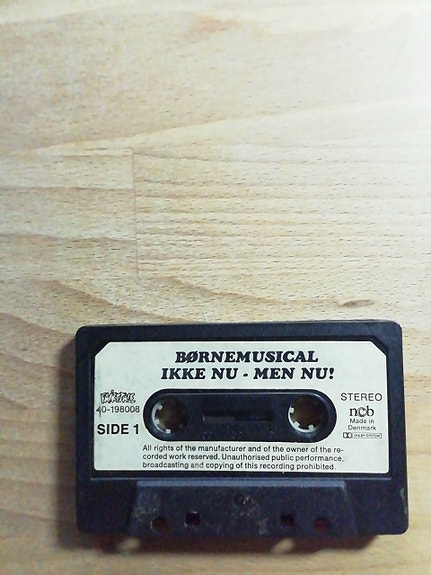 BØRNEMUSICAL
IKKE NU - MEN NU!
40-198008
SIDE 1
STEREO
ncb
Made in
Denmark
All rights of the manufacturer and of the owner of the re-
corded work reserved. Unauthorised public performance,
broadcasting and copying of this recording prohibited.